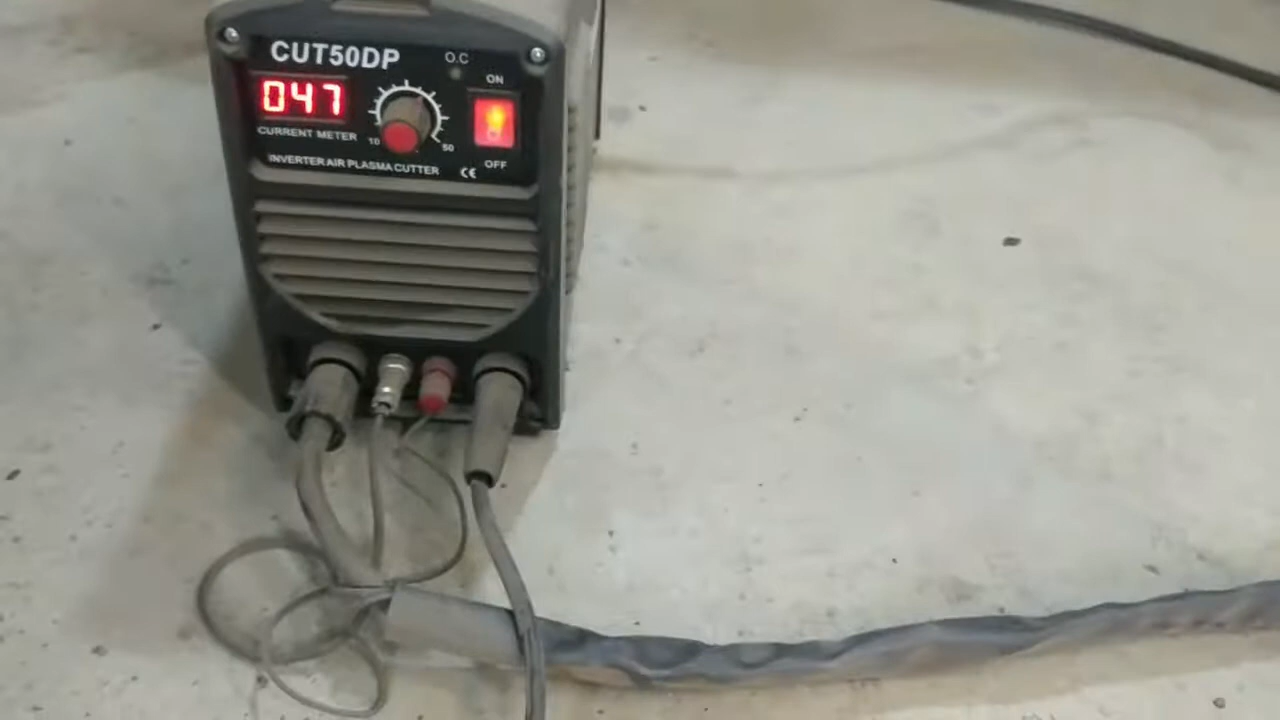 CUT50DP
O.C
ON
047
CURRENT METER
10
50
OFF
INVERTER AIR PLASMA CUTTER
CE